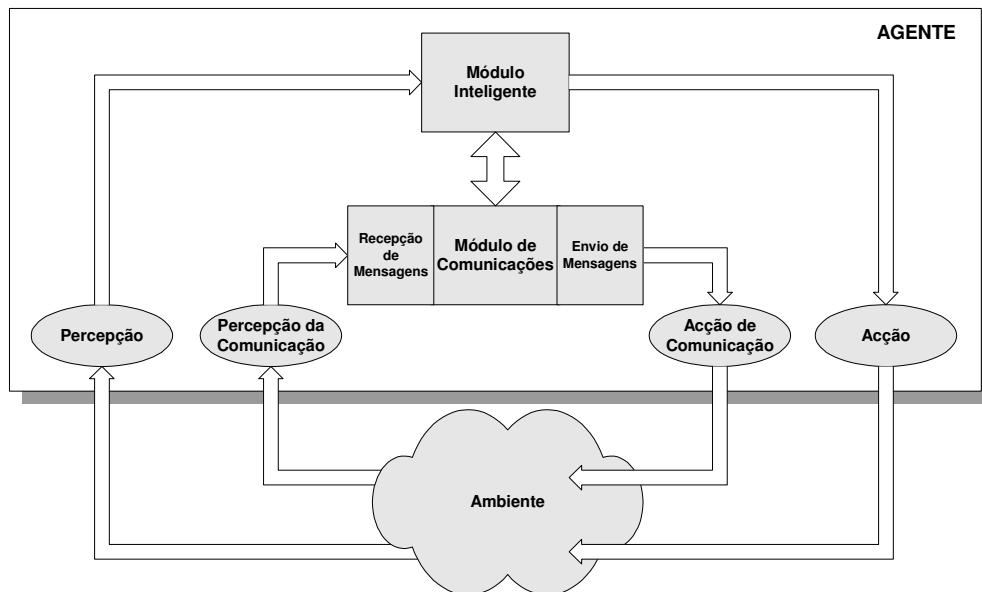 AGENTE
Módulo
Inteligente
Recepção
de
Mensagens
Módulo de
Comunicações
Envio de
Mensagens
Percepção
Percepção da
Comunicação
Acção de
Comunicação
Acção
Ambiente